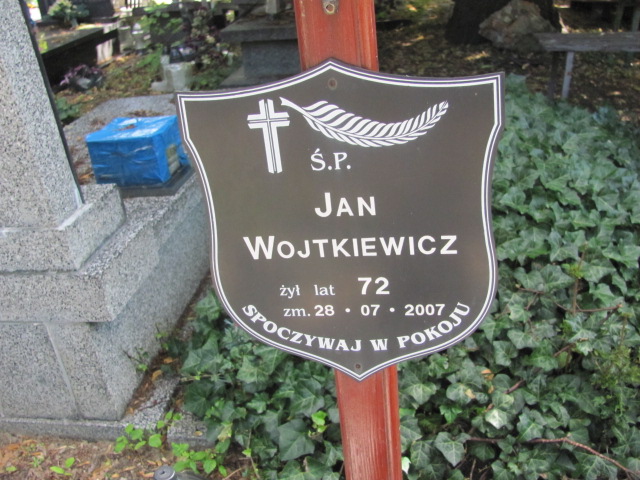 Ś.P.
JAN
WOJTKIEWICZ
żył lat 72
zm. 28 • 07 • 2007
SPOCZYWAJ W POKOJU